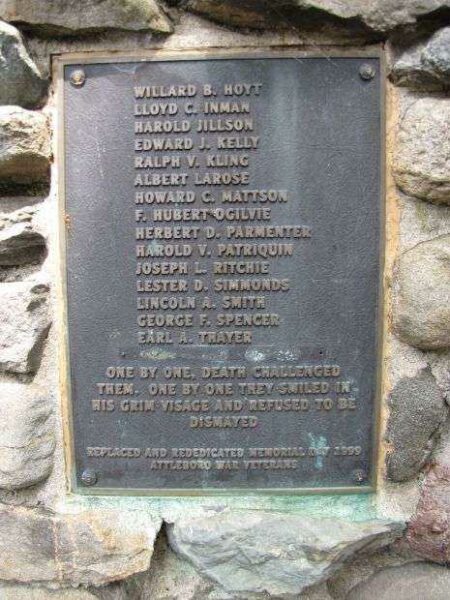 WILLARD B. HOYT
LLOYD C. INMAN
HAROLD JILLSON
EDWARD J. KELLY
RALPH V. KLING
ALBERT LAROSE
HOWARD C. MATTSON
F. HUBERT OGILVIE
HERBERT D. PARMENTER
HAROLD V. PATRIQUIN
JOSEPH L. RITCHIE
LESTER D. SIMMONDS
LINCOLN A. SMITH
GEORGE F. SPENCER
EARL A. THAYER
ONE BY ONE, DEATH CHALLENGED
THEM. ONE BY ONE THEY SMILED IN
HIS GRIM VISAGE AND REFUSED TO BE
DISMAYED
REPLACED AND REDEDICATED MEMORIAL DAY 1999
ATTLEBORO WAR VETERANS